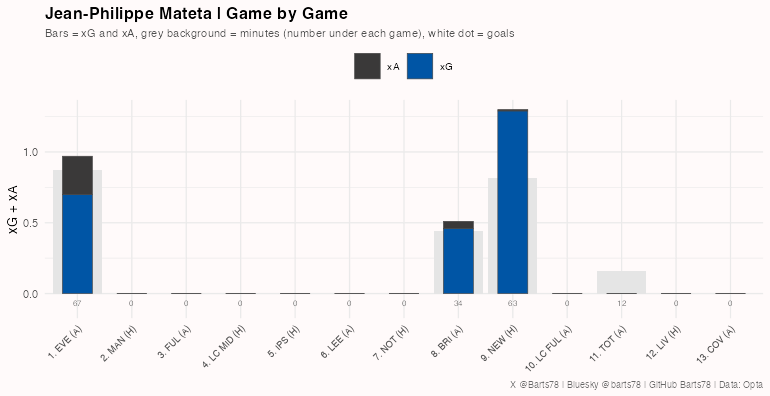 Jean-Philippe Mateta | Game by Game
Bars = xG and xA, grey background = minutes (number under each game), white dot = goals
xA xG
xG + xA
1.0
0.5
0.0
67 0 0 0 0 0 0 34 63 0 12 0 0
1. EVE (A)
2. MAN (H)
3. FUL (A)
4. LC MID (H)
5. IPS (H)
6. LEE (A)
7. NOT (H)
8. BRI (A)
9. NEW (H)
10. LC FUL (A)
11. TOT (A)
12. LIV (H)
13. COV (A)
X @Barts78 | Bluesky @barts78 | GitHub Barts78 | Data: Opta